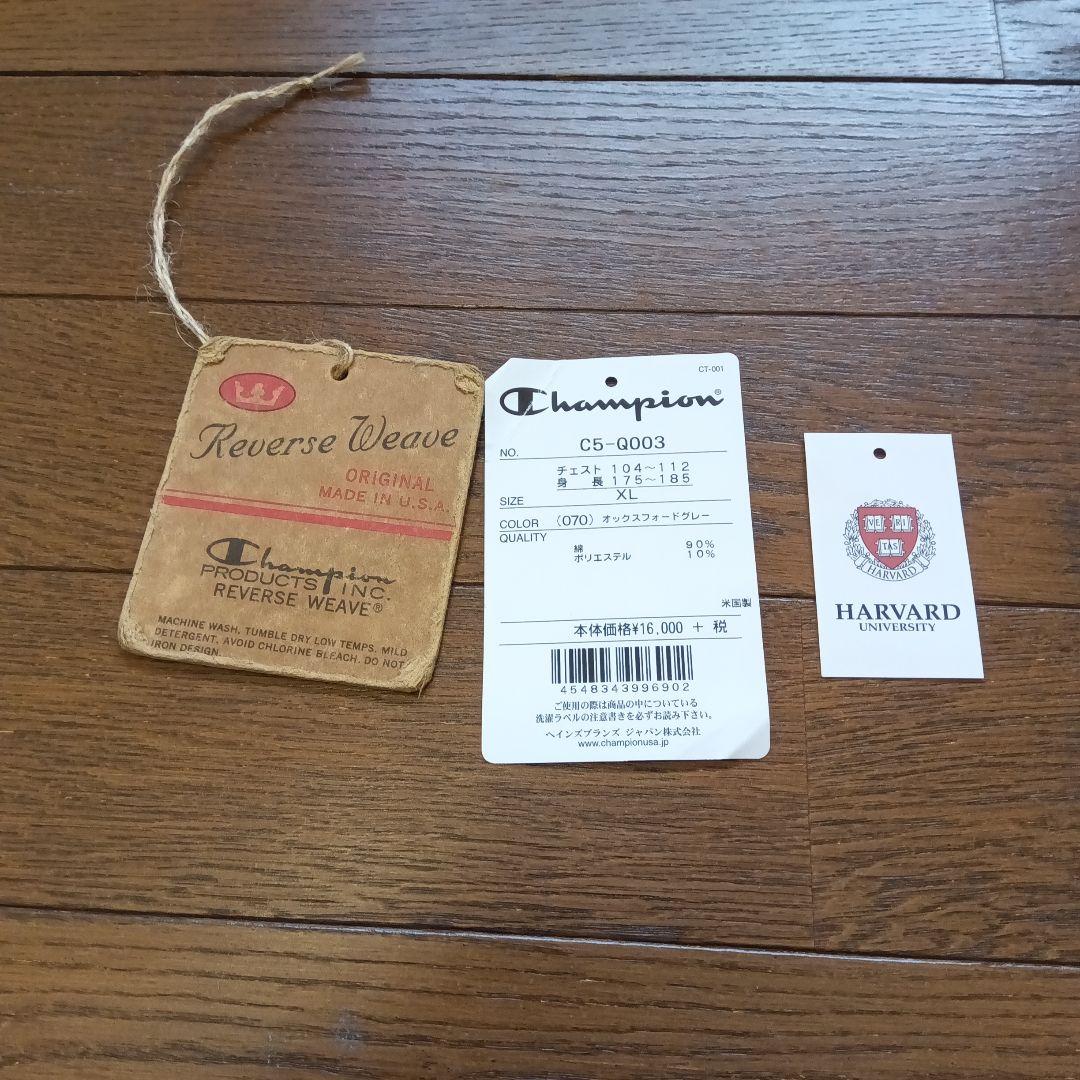 Reverse Weave
ORIGINAL
MADE IN U.S.A.
Champion
PRODUCTS INC.
REVERSE WEAVE®
MACHINE WASH. TUMBLE DRY LOW TEMPS. MILD
DETERGENT. AVOID CHLORINE BLEACH. DO NOT
IRON DESIGN.
CT-001
Champion®
NO. C5-Q003
チェスト 104～112
身 長 175～185
SIZE XL
COLOR (070) オックスフォードグレー
QUALITY
綿 90%
ポリエステル 10%
米国製
本体価格¥16,000 + 税
4548343996902
ご使用の際は商品の中についている
洗濯ラベルの注意書きを必ずお読み下さい。
ヘインズブランズ ジャパン株式会社
www.championusa.jp
VE RI
TAS
HARVARD
HARVARD
UNIVERSITY